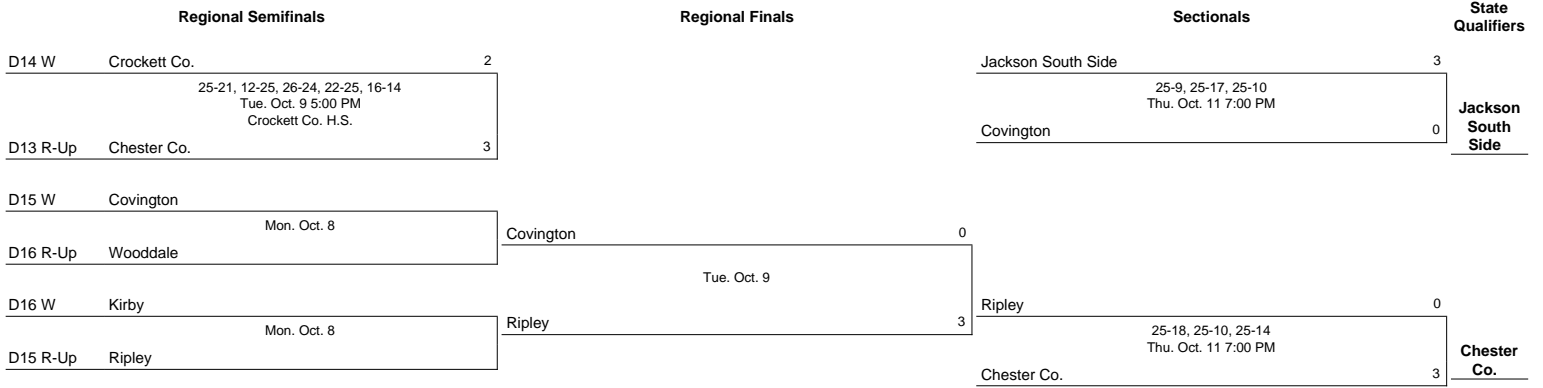 Regional Semifinals
Regional Finals
Sectionals
State
Qualifiers
D14 W Crockett Co. 2
25-21, 12-25, 26-24, 22-25, 16-14
Tue. Oct. 9 5:00 PM
Crockett Co. H.S.
D13 R-Up Chester Co. 3
D15 W Covington
Mon. Oct. 8
D16 R-Up Wooddale
D16 W Kirby
Mon. Oct. 8
D15 R-Up Ripley
Covington 0
Tue. Oct. 9
Ripley 3
Jackson South Side 3
25-9, 25-17, 25-10
Thu. Oct. 11 7:00 PM
Covington 0
Ripley 0
25-18, 25-10, 25-14
Thu. Oct. 11 7:00 PM
Chester Co. 3
Jackson
South
Side
Chester
Co.